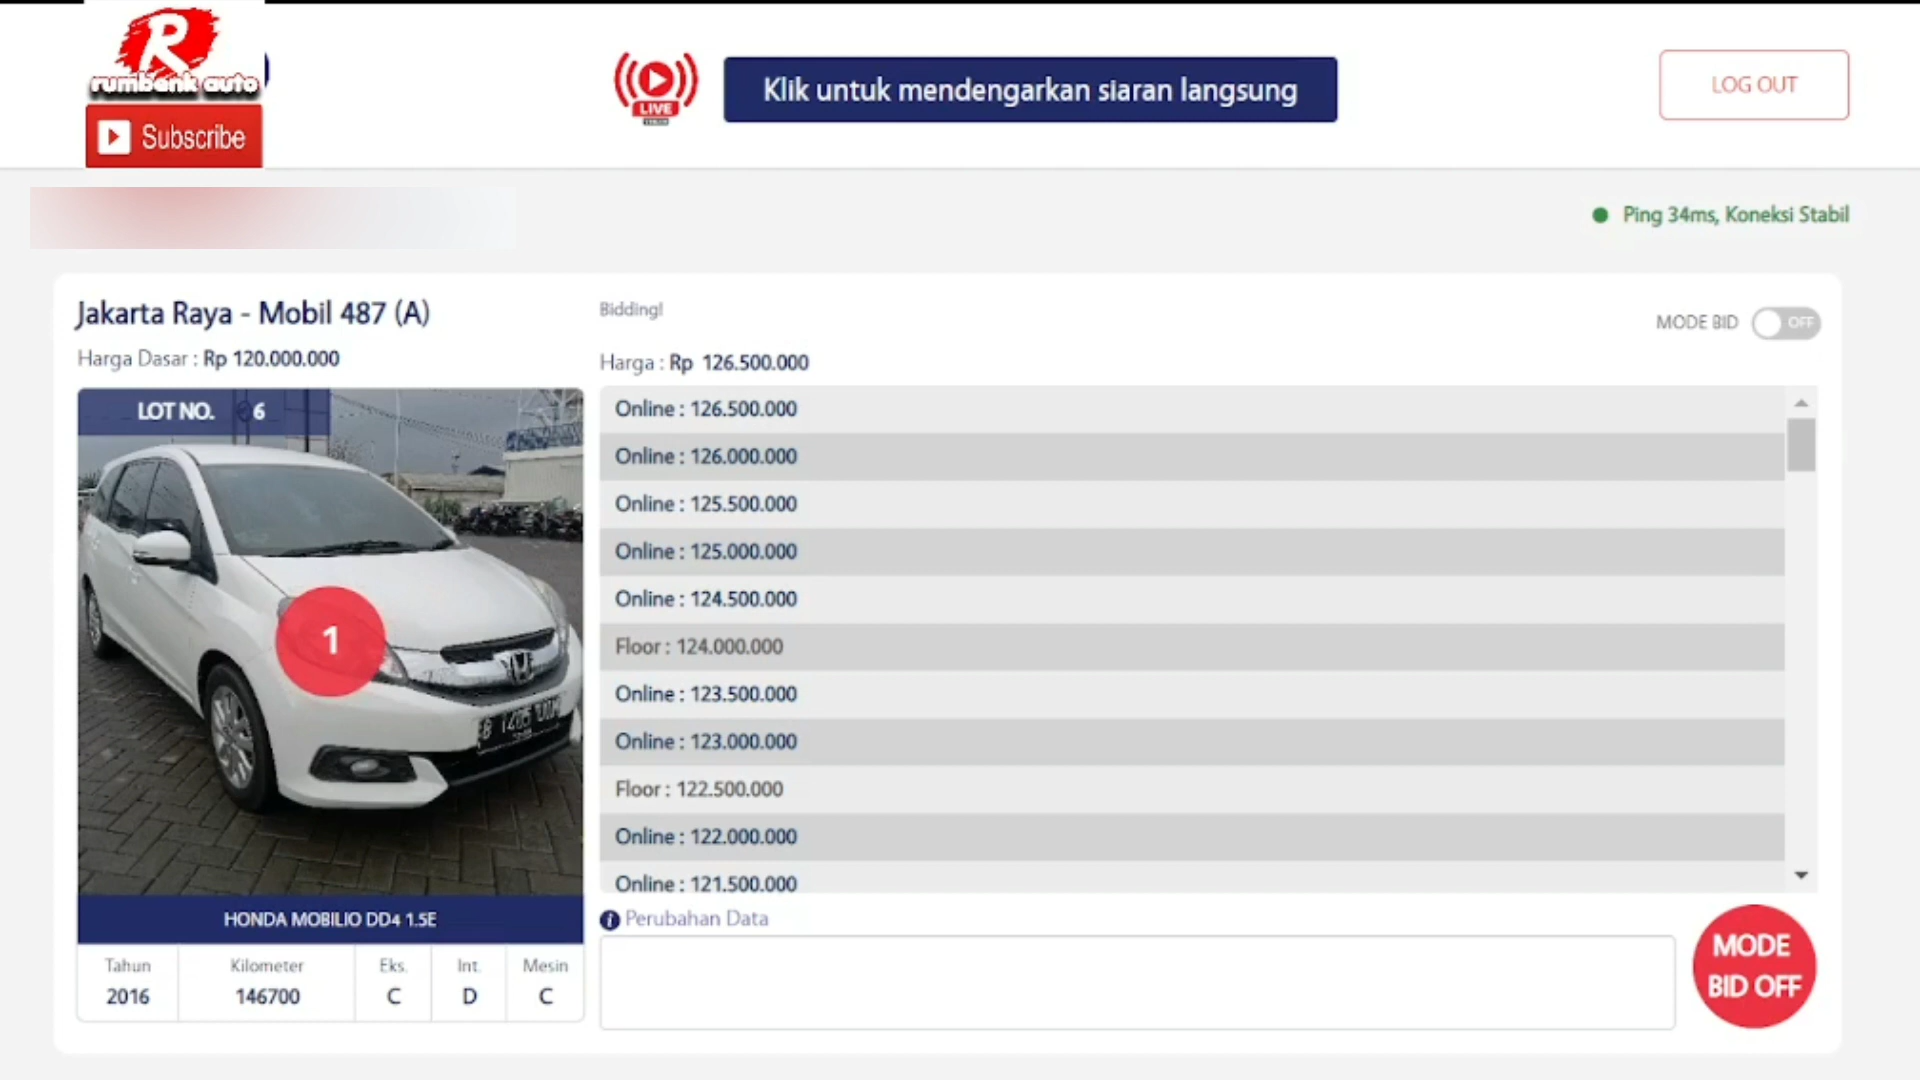 R
rumbank auto
Subscribe
LIVE
Klik untuk mendengarkan siaran langsung
LOG OUT
Ping 34ms, Koneksi Stabil
Jakarta Raya - Mobil 487 (A)
Harga Dasar : Rp 120.000.000
LOT NO. 6
1
HONDA MOBILIO DD4 1.5E
Tahun Kilometer Eks. Int. Mesin
2016 146700 C D C
Bidding!
MODE BID OFF
Harga : Rp 126.500.000
Online : 126.500.000
Online : 126.000.000
Online : 125.500.000
Online : 125.000.000
Online : 124.500.000
Floor : 124.000.000
Online : 123.500.000
Online : 123.000.000
Floor : 122.500.000
Online : 122.000.000
Online : 121.500.000
Perubahan Data
MODE
BID OFF